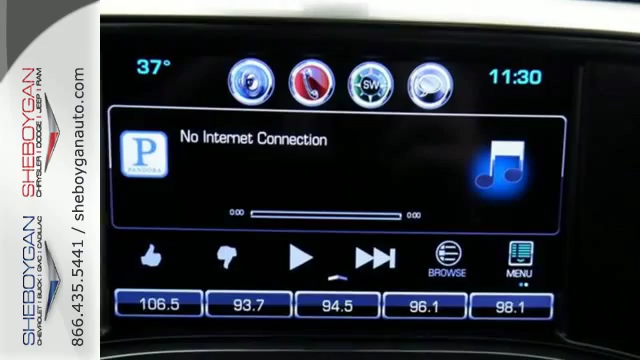 SHEBOYGAN
CHRYSLER | DODGE | JEEP | RAM
SHEBOYGAN
CHEVROLET | BUICK | GMC | CADILLAC
866.435.5441 / sheboyganauto.com
37°
SW
11:30
P
PANDORA
No Internet Connection
0:00
0:00
BROWSE
MENU
106.5
93.7
94.5
96.1
98.1